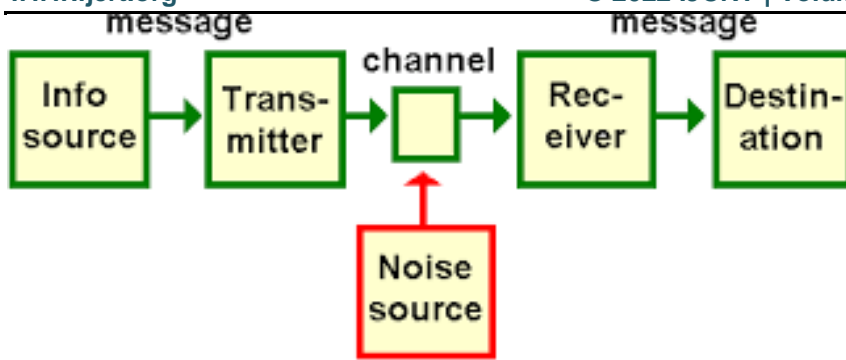 message message
channel
Info
source
Trans-
mitter
Rec-
eiver
Destin-
ation
Noise
source